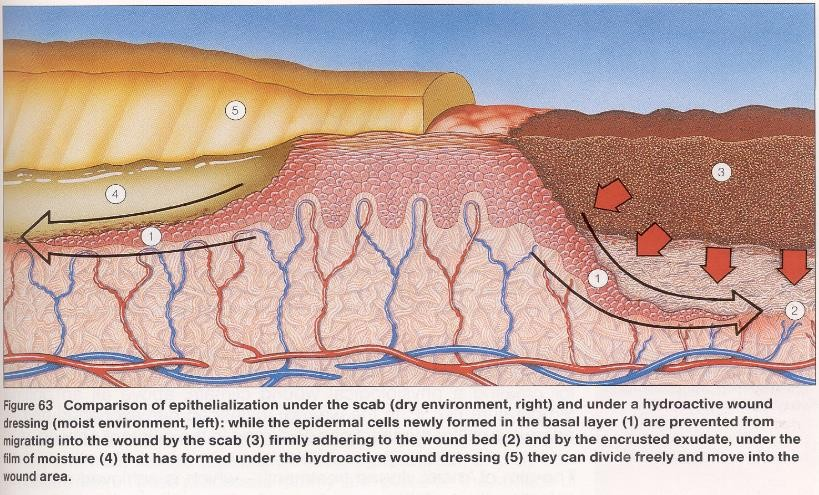 5
4
3
1
1
2
Figure 63 Comparison of epithelialization under the scab (dry environment, right) and under a hydroactive wound
dressing (moist environment, left): while the epidermal cells newly formed in the basal layer (1) are prevented from
migrating into the wound by the scab (3) firmly adhering to the wound bed (2) and by the encrusted exudate, under the
film of moisture (4) that has formed under the hydroactive wound dressing (5) they can divide freely and move into the
wound area.